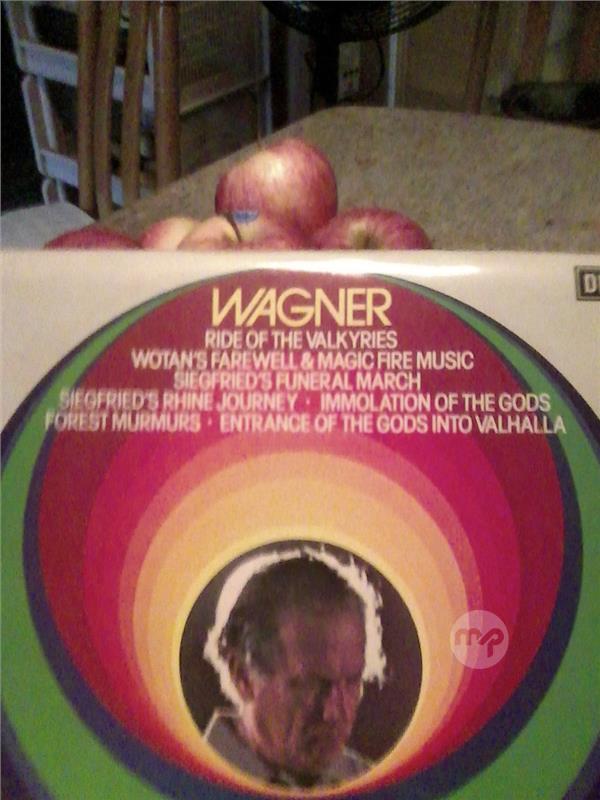 WAGNER
RIDE OF THE VALKYRIES
WOTAN'S FAREWELL & MAGIC FIRE MUSIC
SIEGFRIED'S FUNERAL MARCH
SIEGFRIED'S RHINE JOURNEY · IMMOLATION OF THE GODS
FOREST MURMURS · ENTRANCE OF THE GODS INTO VALHALLA
mp